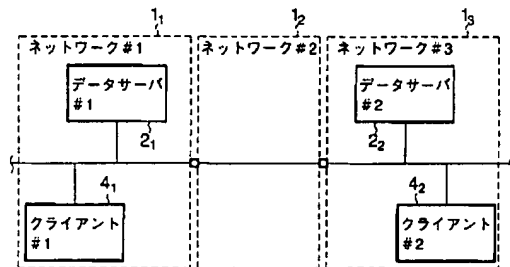 1₁
1₂
1₃
ネットワーク#1
ネットワーク#2
ネットワーク#3
データサーバ
#1
データサーバ
#2
2₁
2₂
4₁
4₂
クライアント
#1
クライアント
#2